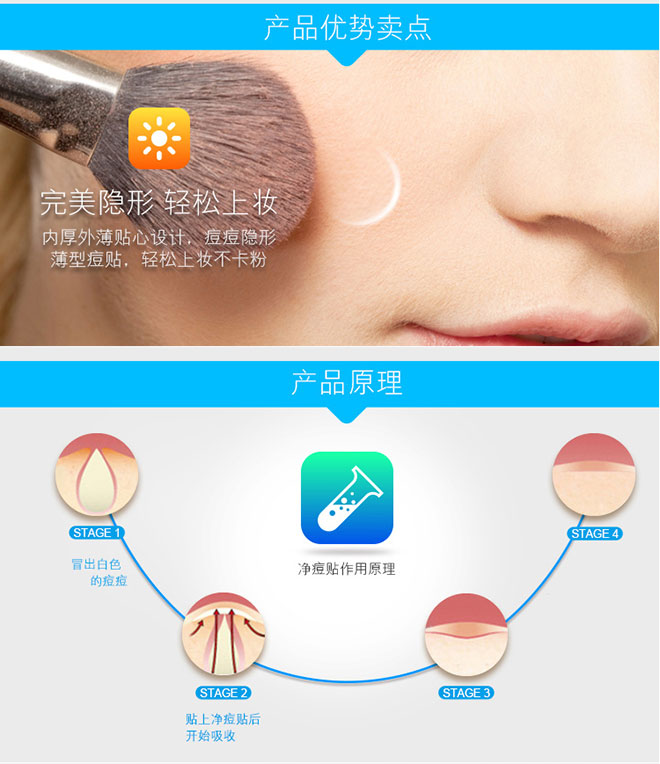 产品优势卖点
完美隐形 轻松上妆
内厚外薄贴心设计，痘痘隐形
薄型痘贴，轻松上妆不卡粉
产品原理
STAGE 1
冒出白色
的痘痘
净痘贴作用原理
STAGE 4
STAGE 2
贴上净痘贴后
开始吸收
STAGE 3